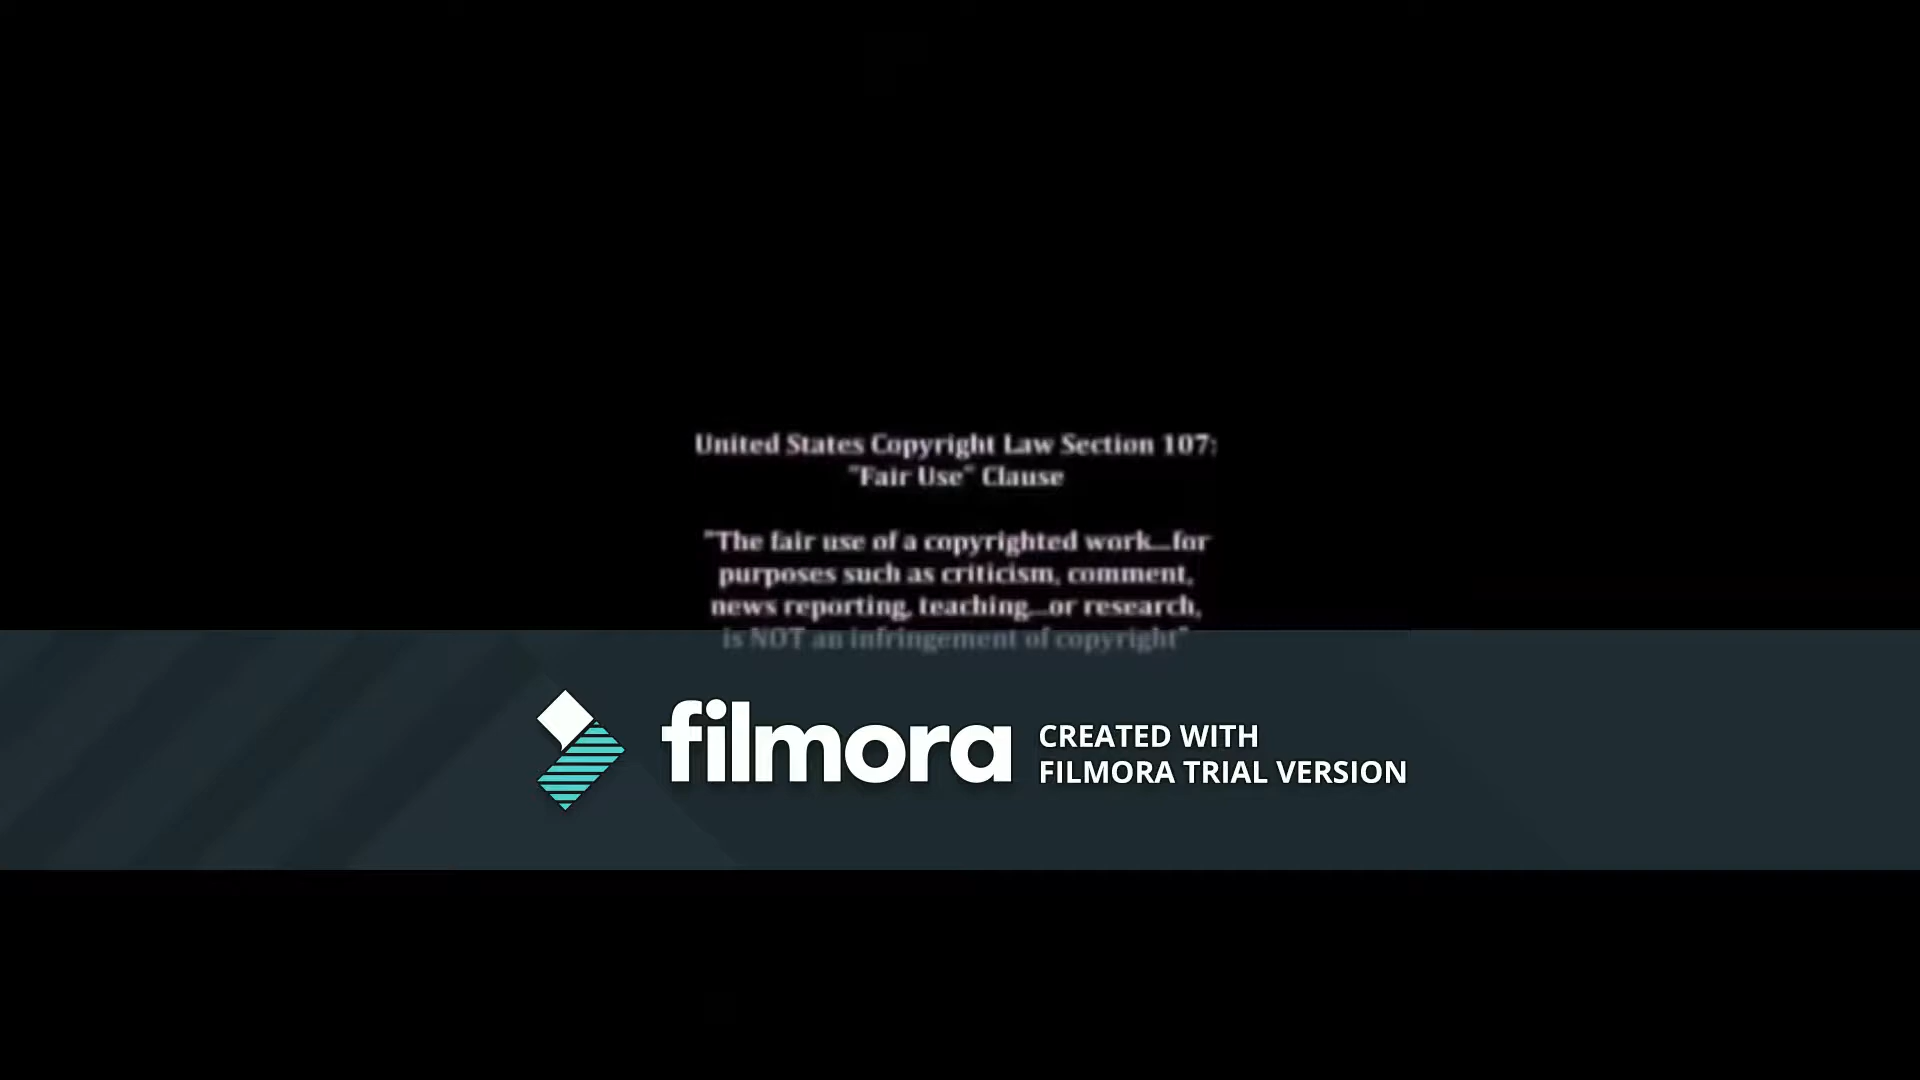 United States Copyright Law Section 107:
"Fair Use" Clause
"The fair use of a copyrighted work...for
purposes such as criticism, comment,
news reporting, teaching...or research,
is NOT an infringement of copyright"
filmora
CREATED WITH
FILMORA TRIAL VERSION